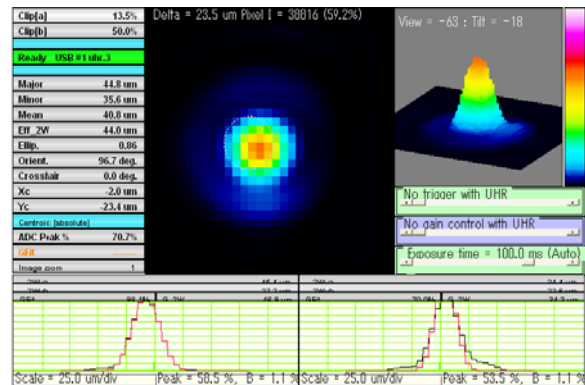 Clip[a] 13.5%
Clip[b] 50.0%
Ready USB #1 uhr.3
Major 44.8 um
Minor 35.6 um
Mean 40.8 um
Eff_2W 44.0 um
Ellip. 0.86
Orient. 96.7 deg.
Crosshair 0.0 deg.
Xc -2.0 um
Yc -23.4 um
Centroid: [absolute]
ADC Peak % 70.7%
Image zoom 1
Delta = 23.5 um Pixel I = 38816 (59.2%)
View = -63 : Tilt = -18
No trigger with UHR
No gain control with UHR
Exposure time = 100.0 ms (Auto)
Scale = 25.0 um/div Peak = 58.5 %, B = 1.1 %
Scale = 25.0 um/div Peak = 53.5 %, B = 1.1 %